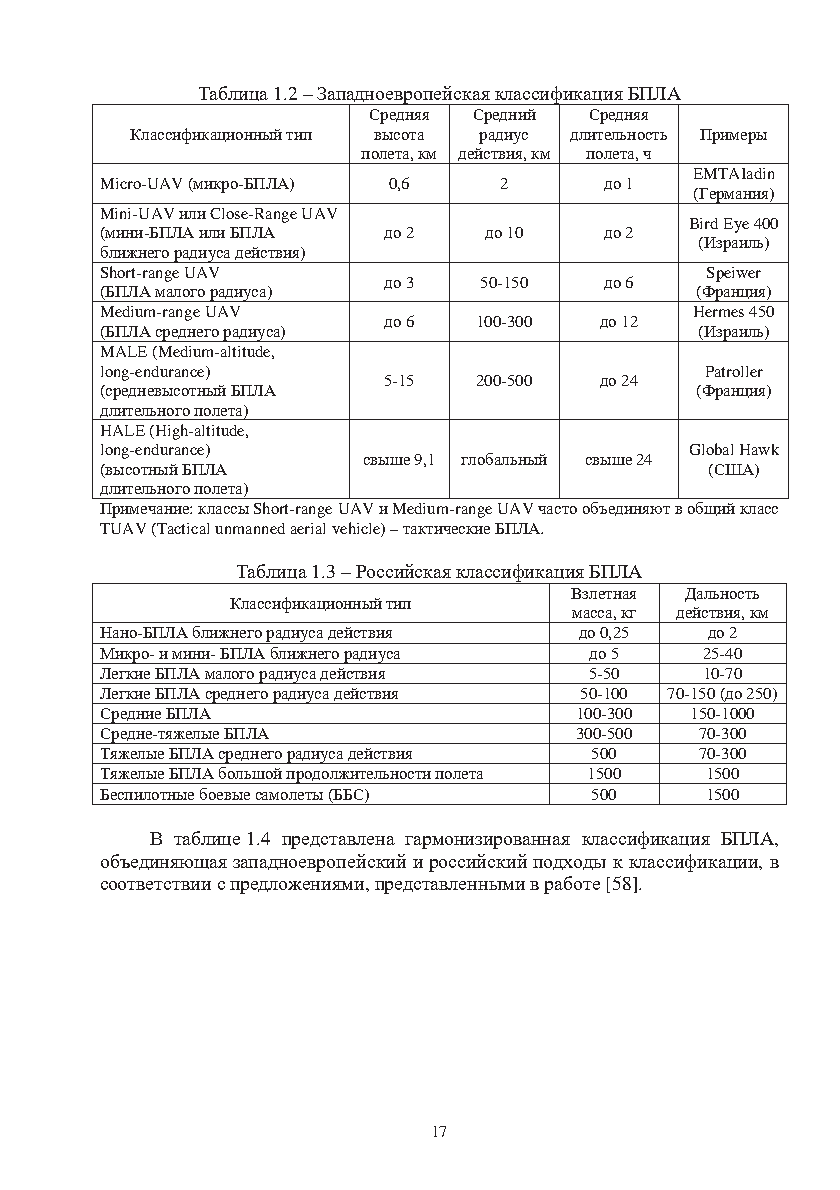 Таблица 1.2 – Западноевропейская классификация БПЛА
Классификационный тип
Средняя
высота
полета, км
Средний
радиус
действия, км
Средняя
длительность
полета, ч
Примеры
Micro-UAV (микро-БПЛА)
0,6
2
до 1
EMTAladin
(Германия)
Mini-UAV или Close-Range UAV
(мини-БПЛА или БПЛА
ближнего радиуса действия)
до 2
до 10
до 2
Bird Eye 400
(Израиль)
Short-range UAV
(БПЛА малого радиуса)
до 3
50-150
до 6
Speiwer
(Франция)
Medium-range UAV
(БПЛА среднего радиуса)
до 6
100-300
до 12
Hermes 450
(Израиль)
MALE (Medium-altitude,
long-endurance)
(средневысотный БПЛА
длительного полета)
5-15
200-500
до 24
Patroller
(Франция)
HALE (High-altitude,
long-endurance)
(высотный БПЛА
длительного полета)
свыше 9,1
глобальный
свыше 24
Global Hawk
(США)
Примечание: классы Short-range UAV и Medium-range UAV часто объединяют в общий класс
TUAV (Tactical unmanned aerial vehicle) – тактические БПЛА.
Таблица 1.3 – Российская классификация БПЛА
Классификационный тип
Взлетная
масса, кг
Дальность
действия, км
Нано-БПЛА ближнего радиуса действия
до 0,25
до 2
Микро- и мини- БПЛА ближнего радиуса
до 5
25-40
Легкие БПЛА малого радиуса действия
5-50
10-70
Легкие БПЛА среднего радиуса действия
50-100
70-150 (до 250)
Средние БПЛА
100-300
150-1000
Средне-тяжелые БПЛА
300-500
70-300
Тяжелые БПЛА среднего радиуса действия
500
70-300
Тяжелые БПЛА большой продолжительности полета
1500
1500
Беспилотные боевые самолеты (ББС)
500
1500
В таблице 1.4 представлена гармонизированная классификация БПЛА,
объединяющая западноевропейский и российский подходы к классификации, в
соответствии с предложениями, представленными в работе [58].
17